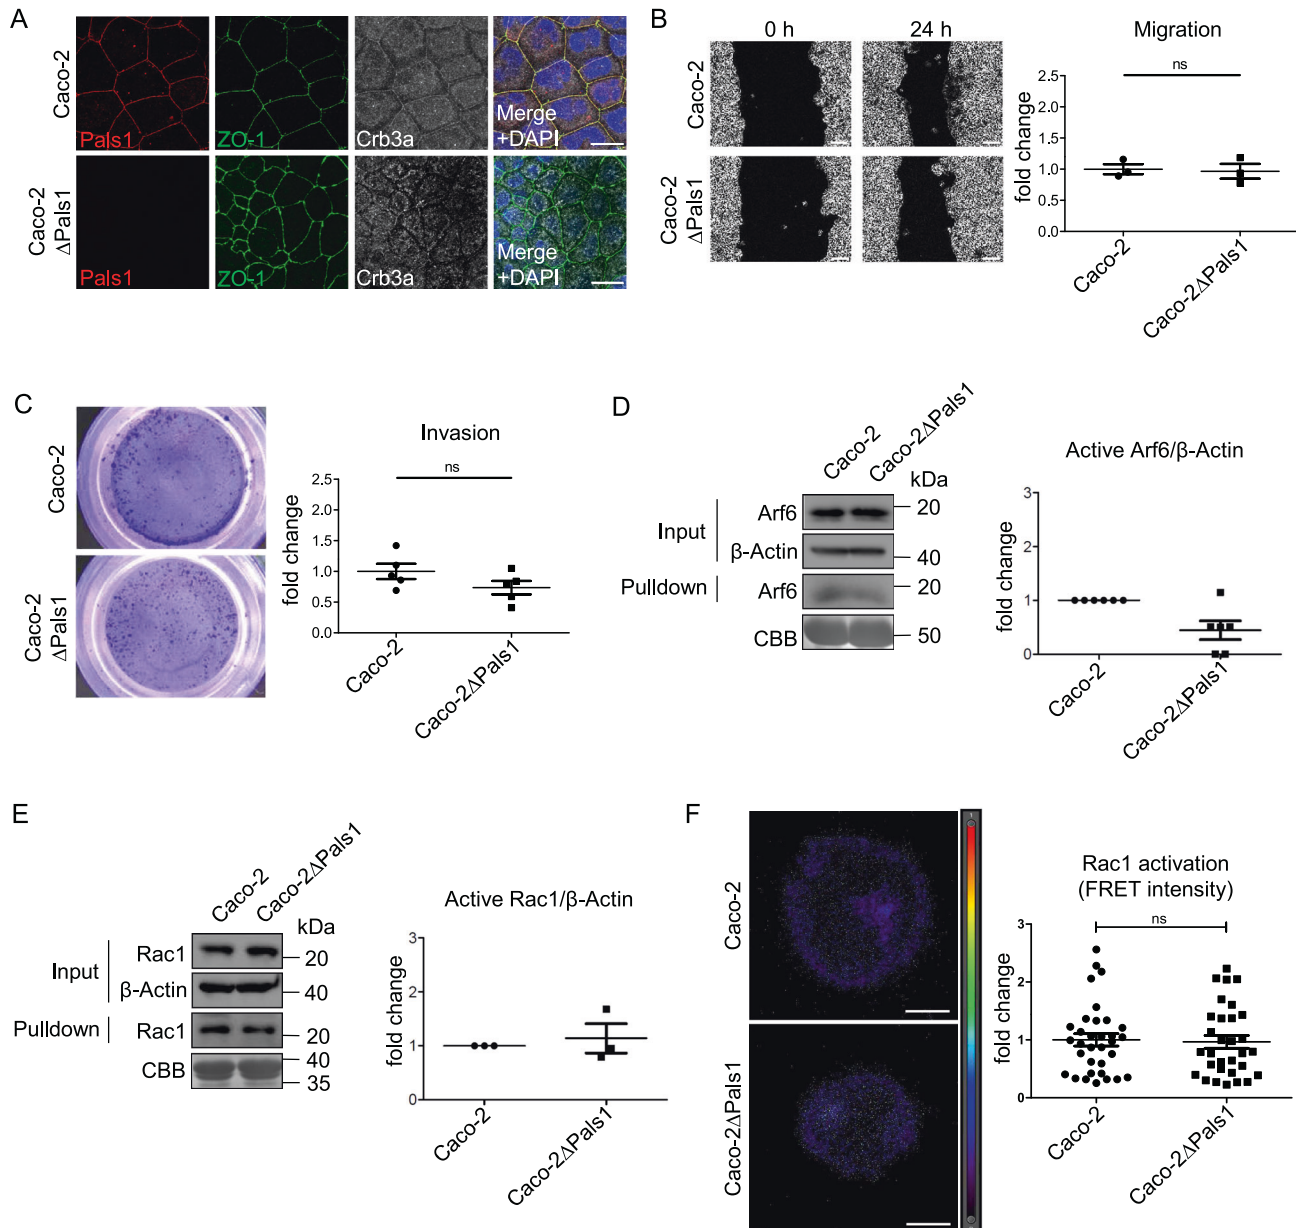 A
Caco-2
Pals1
ZO-1
Crb3a
Merge
+DAPI
Caco-2
ΔPals1
Pals1
ZO-1
Crb3a
Merge
+DAPI
B
0 h
24 h
Caco-2
Caco-2
ΔPals1
Migration
ns
fold change
2.5
2.0
1.5
1.0
0.5
0.0
Caco-2
Caco-2ΔPals1
C
Caco-2
Caco-2
ΔPals1
Invasion
ns
fold change
2.5
2.0
1.5
1.0
0.5
0.0
Caco-2
Caco-2ΔPals1
D
Caco-2
Caco-2ΔPals1
kDa
Input
Arf6
20
β-Actin
40
Pulldown
Arf6
20
CBB
50
Active Arf6/β-Actin
fold change
3
2
1
0
Caco-2
Caco-2ΔPals1
E
Caco-2
Caco-2ΔPals1
kDa
Input
Rac1
20
β-Actin
40
Pulldown
Rac1
20
CBB
40
35
Active Rac1/β-Actin
fold change
3
2
1
0
Caco-2
Caco-2ΔPals1
F
Caco-2
Caco-2ΔPals1
1
0
Rac1 activation
(FRET intensity)
ns
fold change
3
2
1
0
Caco-2
Caco-2ΔPals1